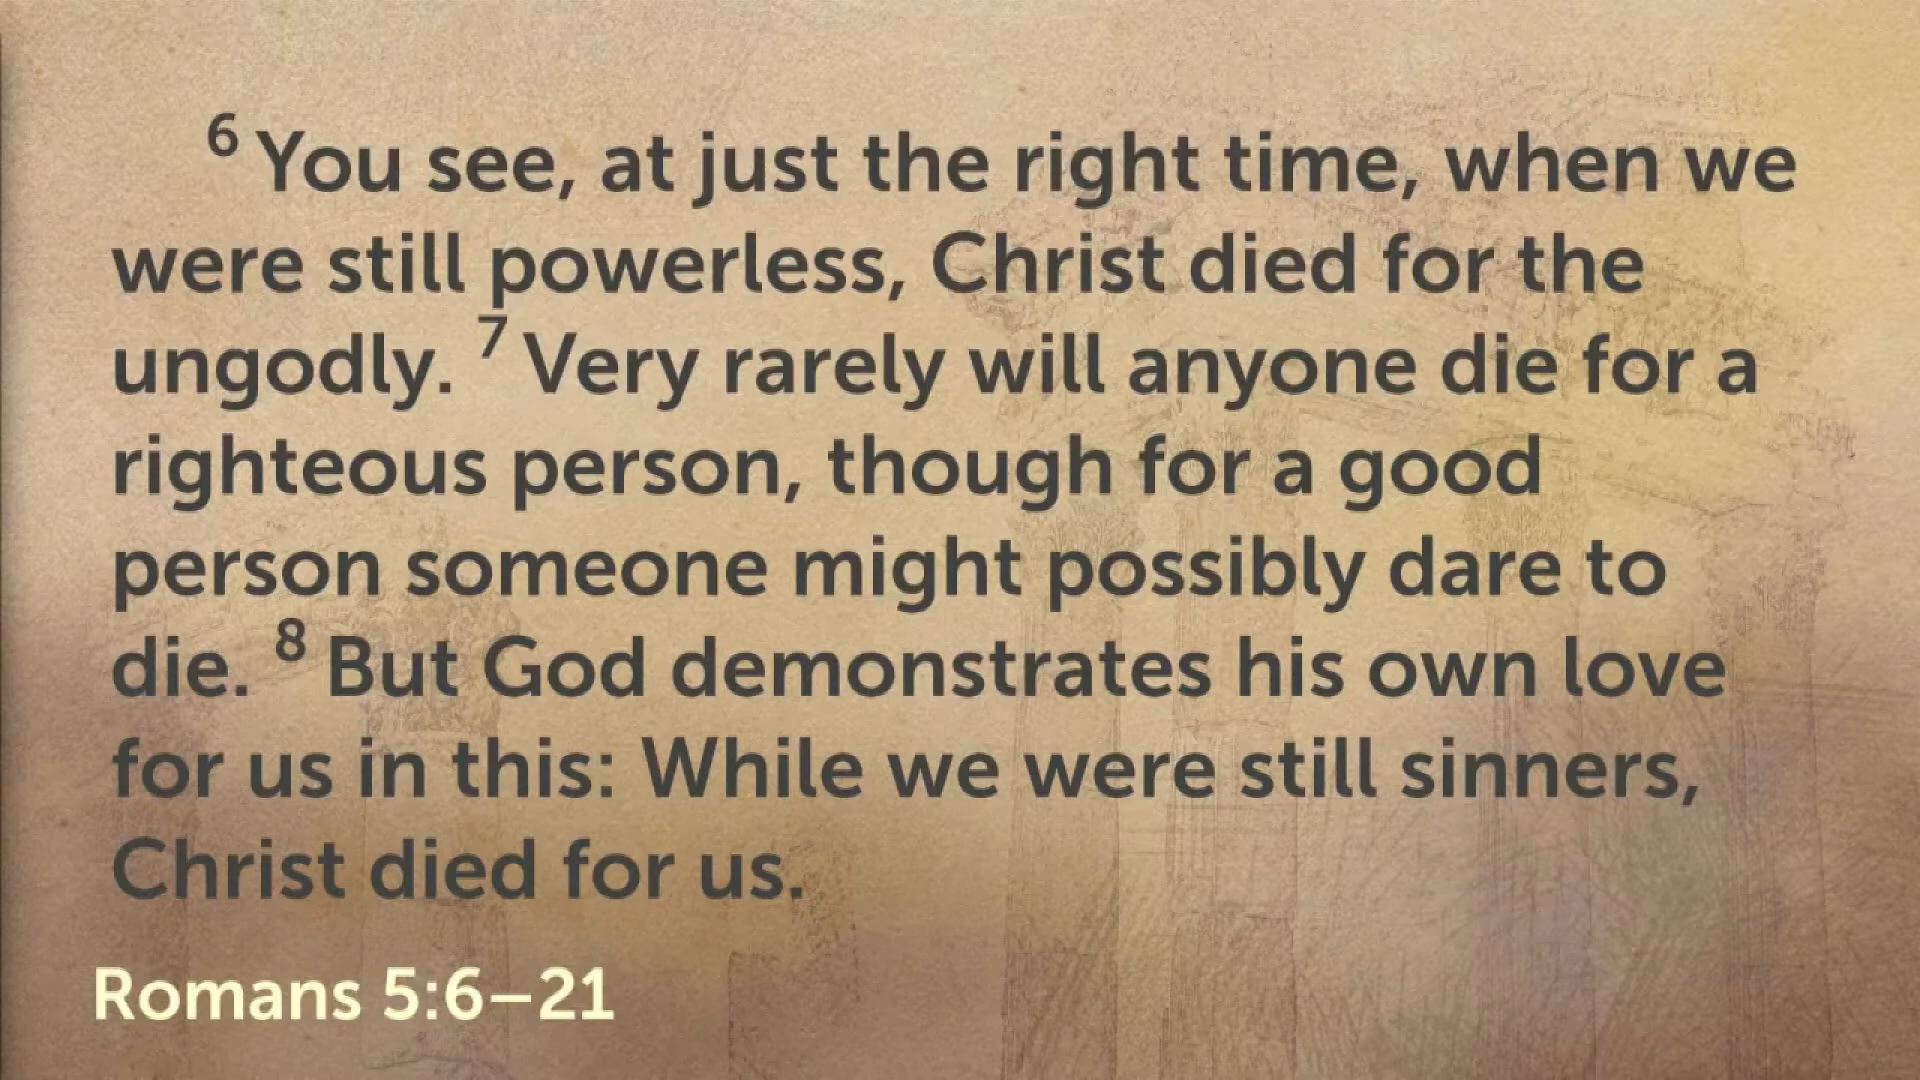 6 You see, at just the right time, when we
were still powerless, Christ died for the
ungodly. 7 Very rarely will anyone die for a
righteous person, though for a good
person someone might possibly dare to
die. 8 But God demonstrates his own love
for us in this: While we were still sinners,
Christ died for us.
Romans 5:6–21